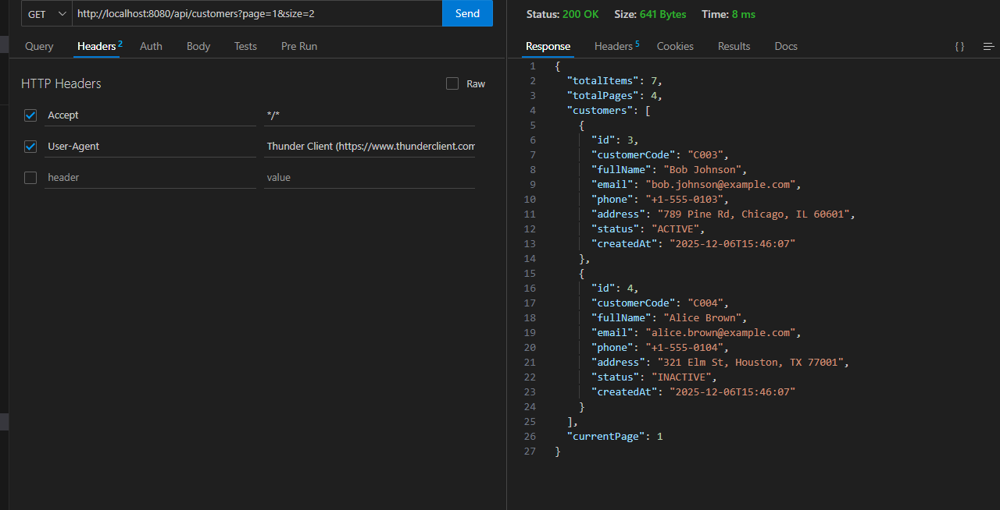 GET http://localhost:8080/api/customers?page=1&size=2 Send
Query Headers 2 Auth Body Tests Pre Run
HTTP Headers Raw
Accept */*
User-Agent Thunder Client (https://www.thunderclient.com
header value
Status: 200 OK Size: 641 Bytes Time: 8 ms
Response Headers 5 Cookies Results Docs { }
1 {
2 "totalItems": 7,
3 "totalPages": 4,
4 "customers": [
5 {
6 "id": 3,
7 "customerCode": "C003",
8 "fullName": "Bob Johnson",
9 "email": "bob.johnson@example.com",
10 "phone": "+1-555-0103",
11 "address": "789 Pine Rd, Chicago, IL 60601",
12 "status": "ACTIVE",
13 "createdAt": "2025-12-06T15:46:07"
14 },
15 {
16 "id": 4,
17 "customerCode": "C004",
18 "fullName": "Alice Brown",
19 "email": "alice.brown@example.com",
20 "phone": "+1-555-0104",
21 "address": "321 Elm St, Houston, TX 77001",
22 "status": "INACTIVE",
23 "createdAt": "2025-12-06T15:46:07"
24 }
25 ],
26 "currentPage": 1
27 }